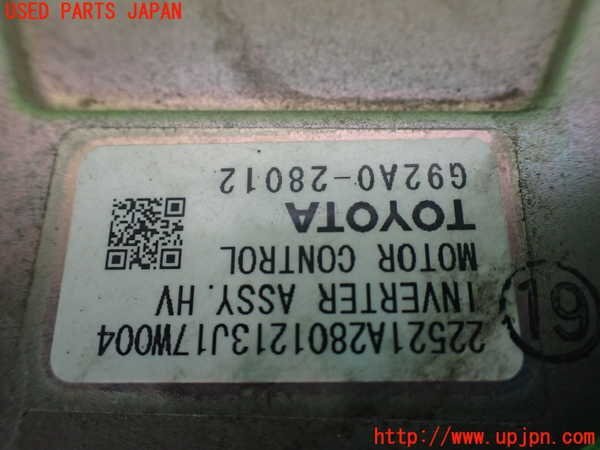 USED PARTS JAPAN
22521A2801213J17W004
INVERTER ASSY. HV
MOTOR CONTROL
TOYOTA
G92A0-28012
19
http://www.upjpn.com/